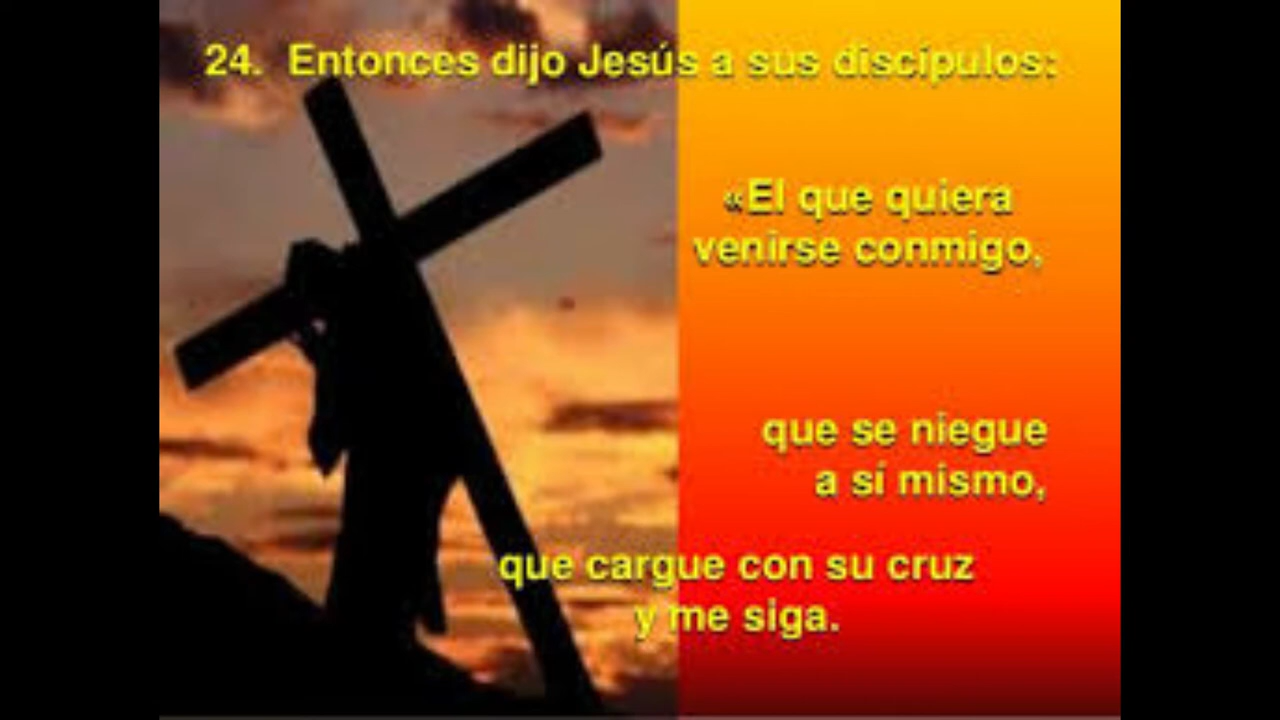 24. Entonces dijo Jesús a sus discípulos:
«El que quiera
venirse conmigo,
que se niegue
a sí mismo,
que cargue con su cruz
y me siga.